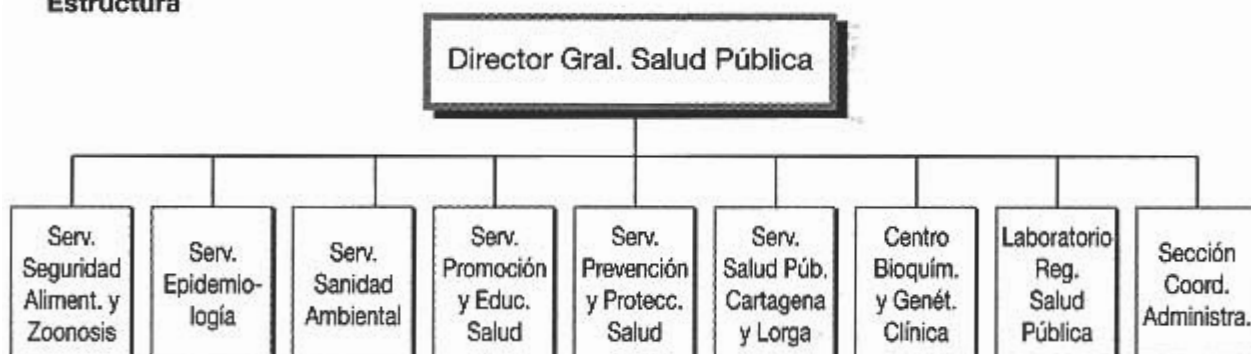 Estructura
Director Gral. Salud Pública
Serv.
Seguridad
Aliment. y
Zoonosis
Serv.
Epidemio-
logía
Serv.
Sanidad
Ambiental
Serv.
Promoción
y Educ.
Salud
Serv.
Prevención
y Protecc.
Salud
Serv.
Salud Púb.
Cartagena
y Lorga
Centro
Bioquím.
y Genét.
Clínica
Laboratorio
Reg.
Salud
Pública
Sección
Coord.
Administra.